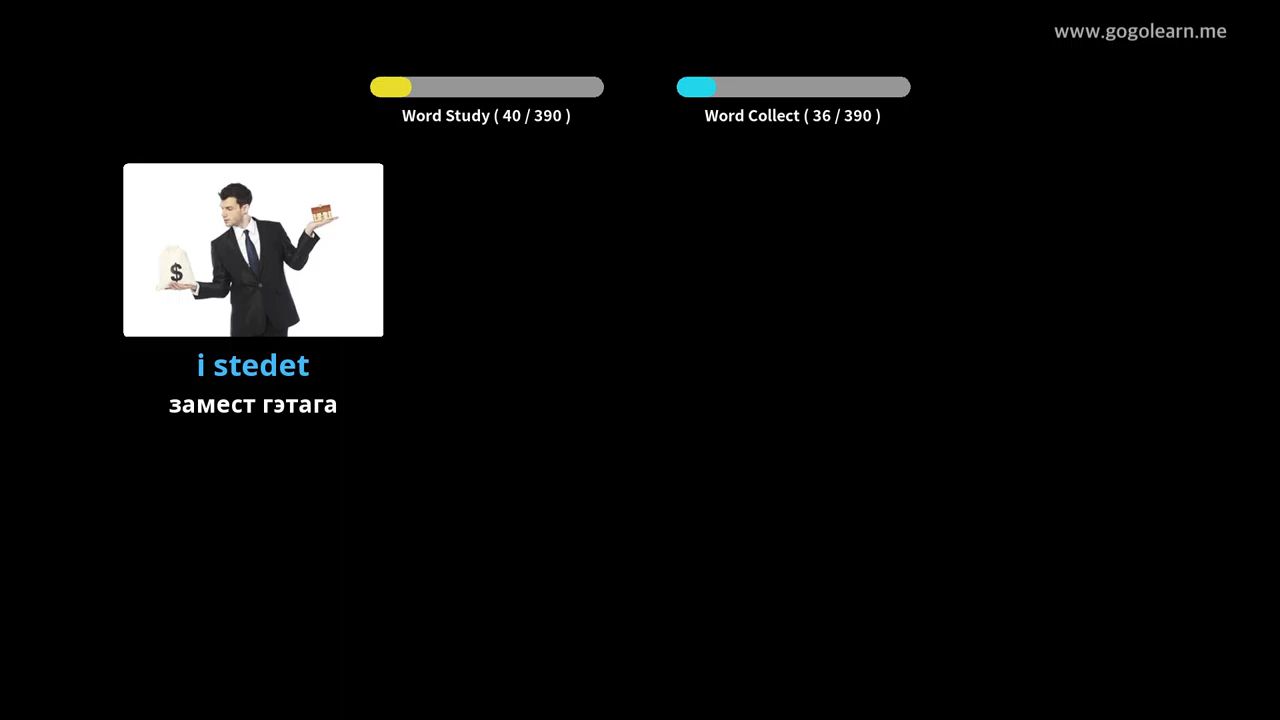 www.gogolearn.me
Word Study ( 40 / 390 )
Word Collect ( 36 / 390 )
$
i stedet
замест гэтага